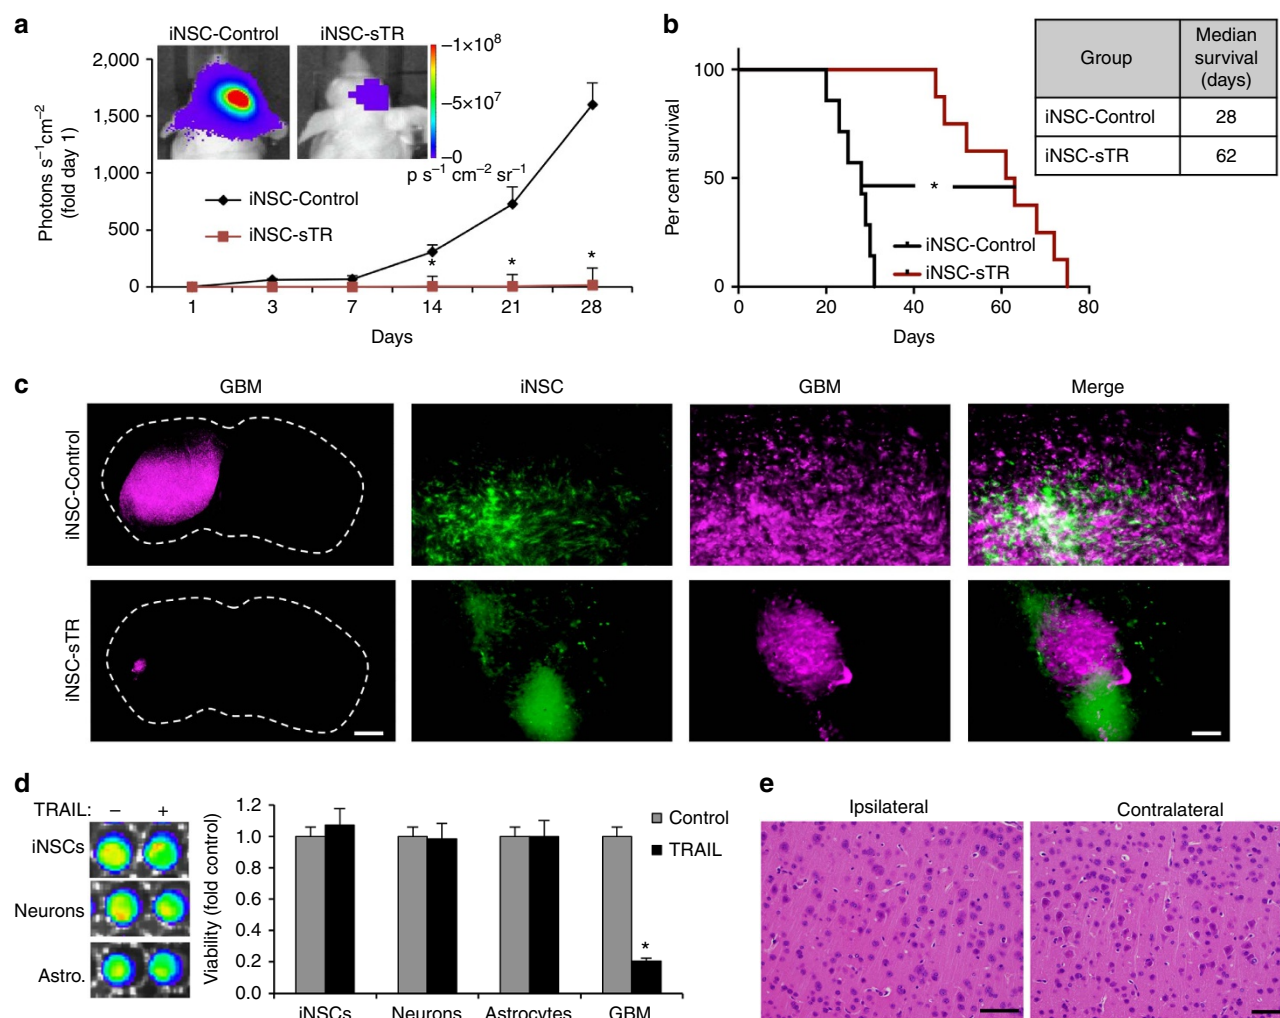 a
iNSC-Control
iNSC-sTR
2,000
1,500
1,000
500
0
Photons s⁻¹cm⁻²
(fold day 1)
−1×10⁸
−5×10⁷
−0
p s⁻¹ cm⁻² sr⁻¹
iNSC-Control
iNSC-sTR
* * *
1 3 7 14 21 28
Days
b
100
50
0
Per cent survival
*
iNSC-Control
iNSC-sTR
0 20 40 60 80
Days
Group
Median
survival
(days)
iNSC-Control 28
iNSC-sTR 62
c
GBM iNSC GBM Merge
iNSC-Control
iNSC-sTR
d
TRAIL: − +
iNSCs
Neurons
Astro.
Viability (fold control)
1.2
1.0
0.8
0.6
0.4
0.2
0.0
Control
TRAIL
*
iNSCs Neurons Astrocytes GBM
e
Ipsilateral Contralateral